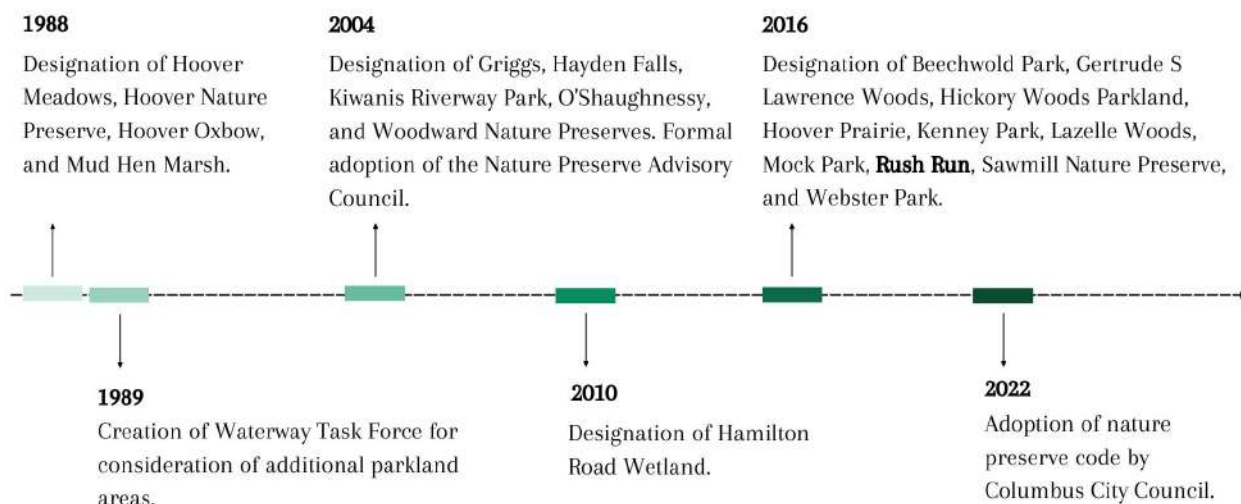 1988
Designation of Hoover
Meadows, Hoover Nature
Preserve, Hoover Oxbow,
and Mud Hen Marsh.
2004
Designation of Griggs, Hayden Falls,
Kiwanis Riverway Park, O'Shaughnessy,
and Woodward Nature Preserves. Formal
adoption of the Nature Preserve Advisory
Council.
2016
Designation of Beechwold Park, Gertrude S
Lawrence Woods, Hickory Woods Parkland,
Hoover Prairie, Kenney Park, Lazelle Woods,
Mock Park, Rush Run, Sawmill Nature Preserve,
and Webster Park.
1989
Creation of Waterway Task Force for
consideration of additional parkland
areas.
2010
Designation of Hamilton
Road Wetland.
2022
Adoption of nature
preserve code by
Columbus City Council.